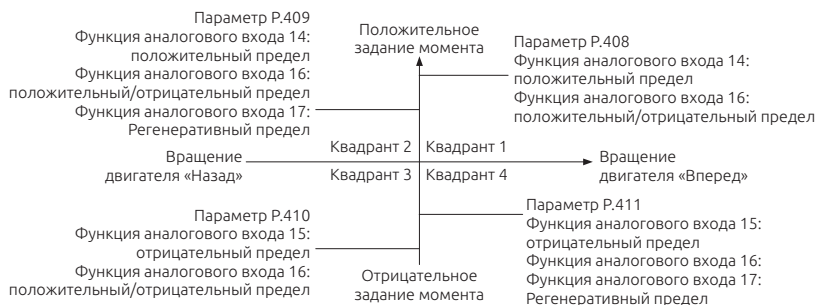 Параметр P.409
Функция аналогового входа 14:
положительный предел
Функция аналогового входа 16:
положительный/отрицательный предел
Функция аналогового входа 17:
Регенеративный предел
Положительное
задание момента
Параметр P.408
Функция аналогового входа 14:
положительный предел
Функция аналогового входа 16:
положительный/отрицательный предел
Вращение
двигателя «Назад»
Квадрант 2
Квадрант 1
Квадрант 3
Квадрант 4
Вращение
двигателя «Вперед»
Параметр P.410
Функция аналогового входа 15:
отрицательный предел
Функция аналогового входа 16:
положительный/отрицательный предел
Отрицательное
задание момента
Параметр P.411
Функция аналогового входа 15:
отрицательный предел
Функция аналогового входа 16:
Функция аналогового входа 17:
Регенеративный предел